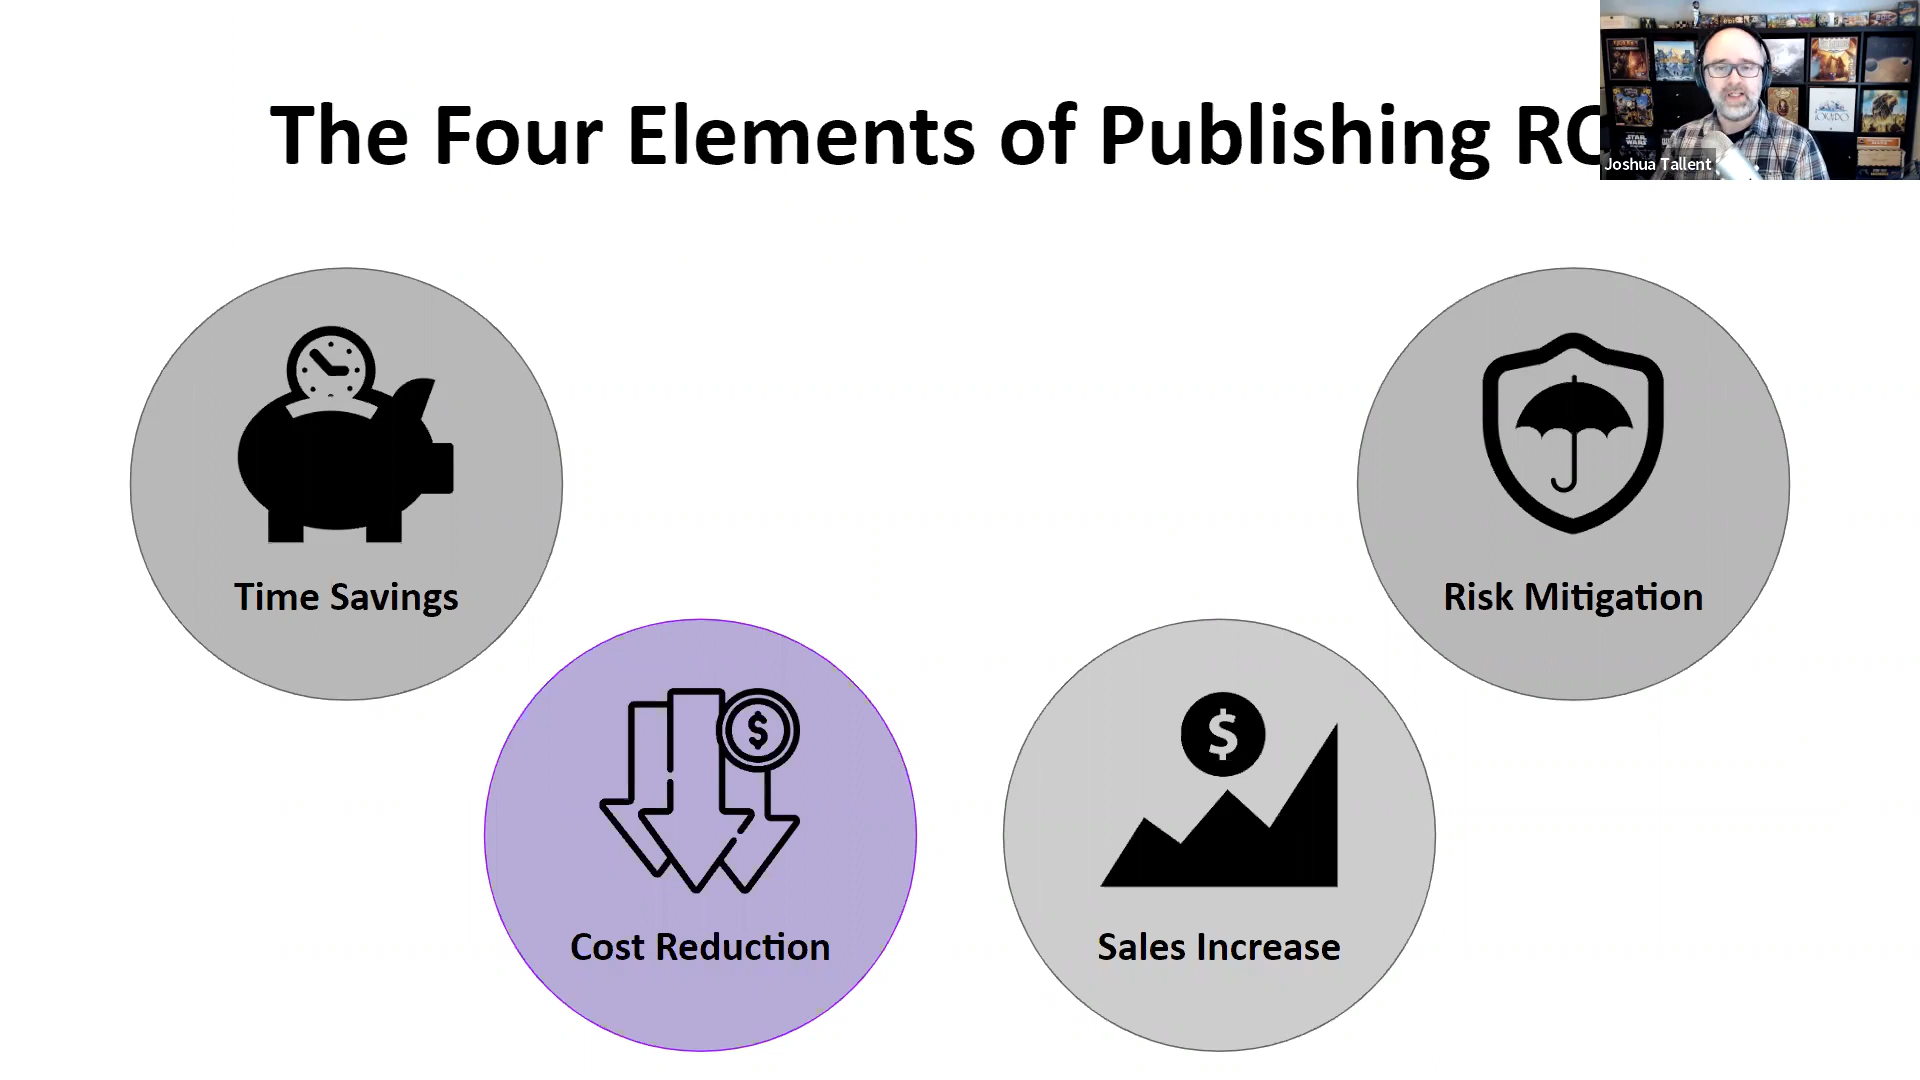 The Four Elements of Publishing RO
Joshua Tallent
Time Savings
Risk Mitigation
$
$
Cost Reduction
Sales Increase